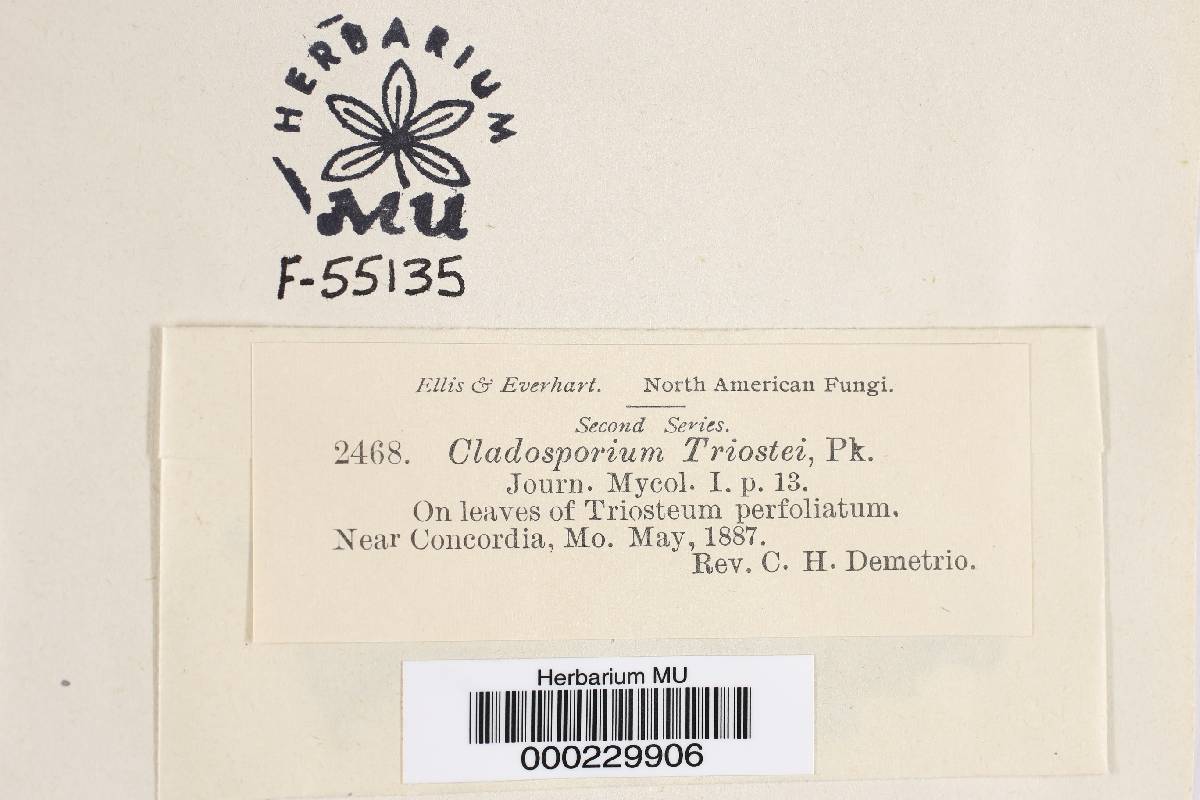 HERBARIUM
MU
F-55135
Ellis & Everhart. North American Fungi.
Second Series.
2468. Cladosporium Triostei, Pk.
Journ. Mycol. I. p. 13.
On leaves of Triosteum perfoliatum.
Near Concordia, Mo. May, 1887.
Rev. C. H. Demetrio.
Herbarium MU
000229906